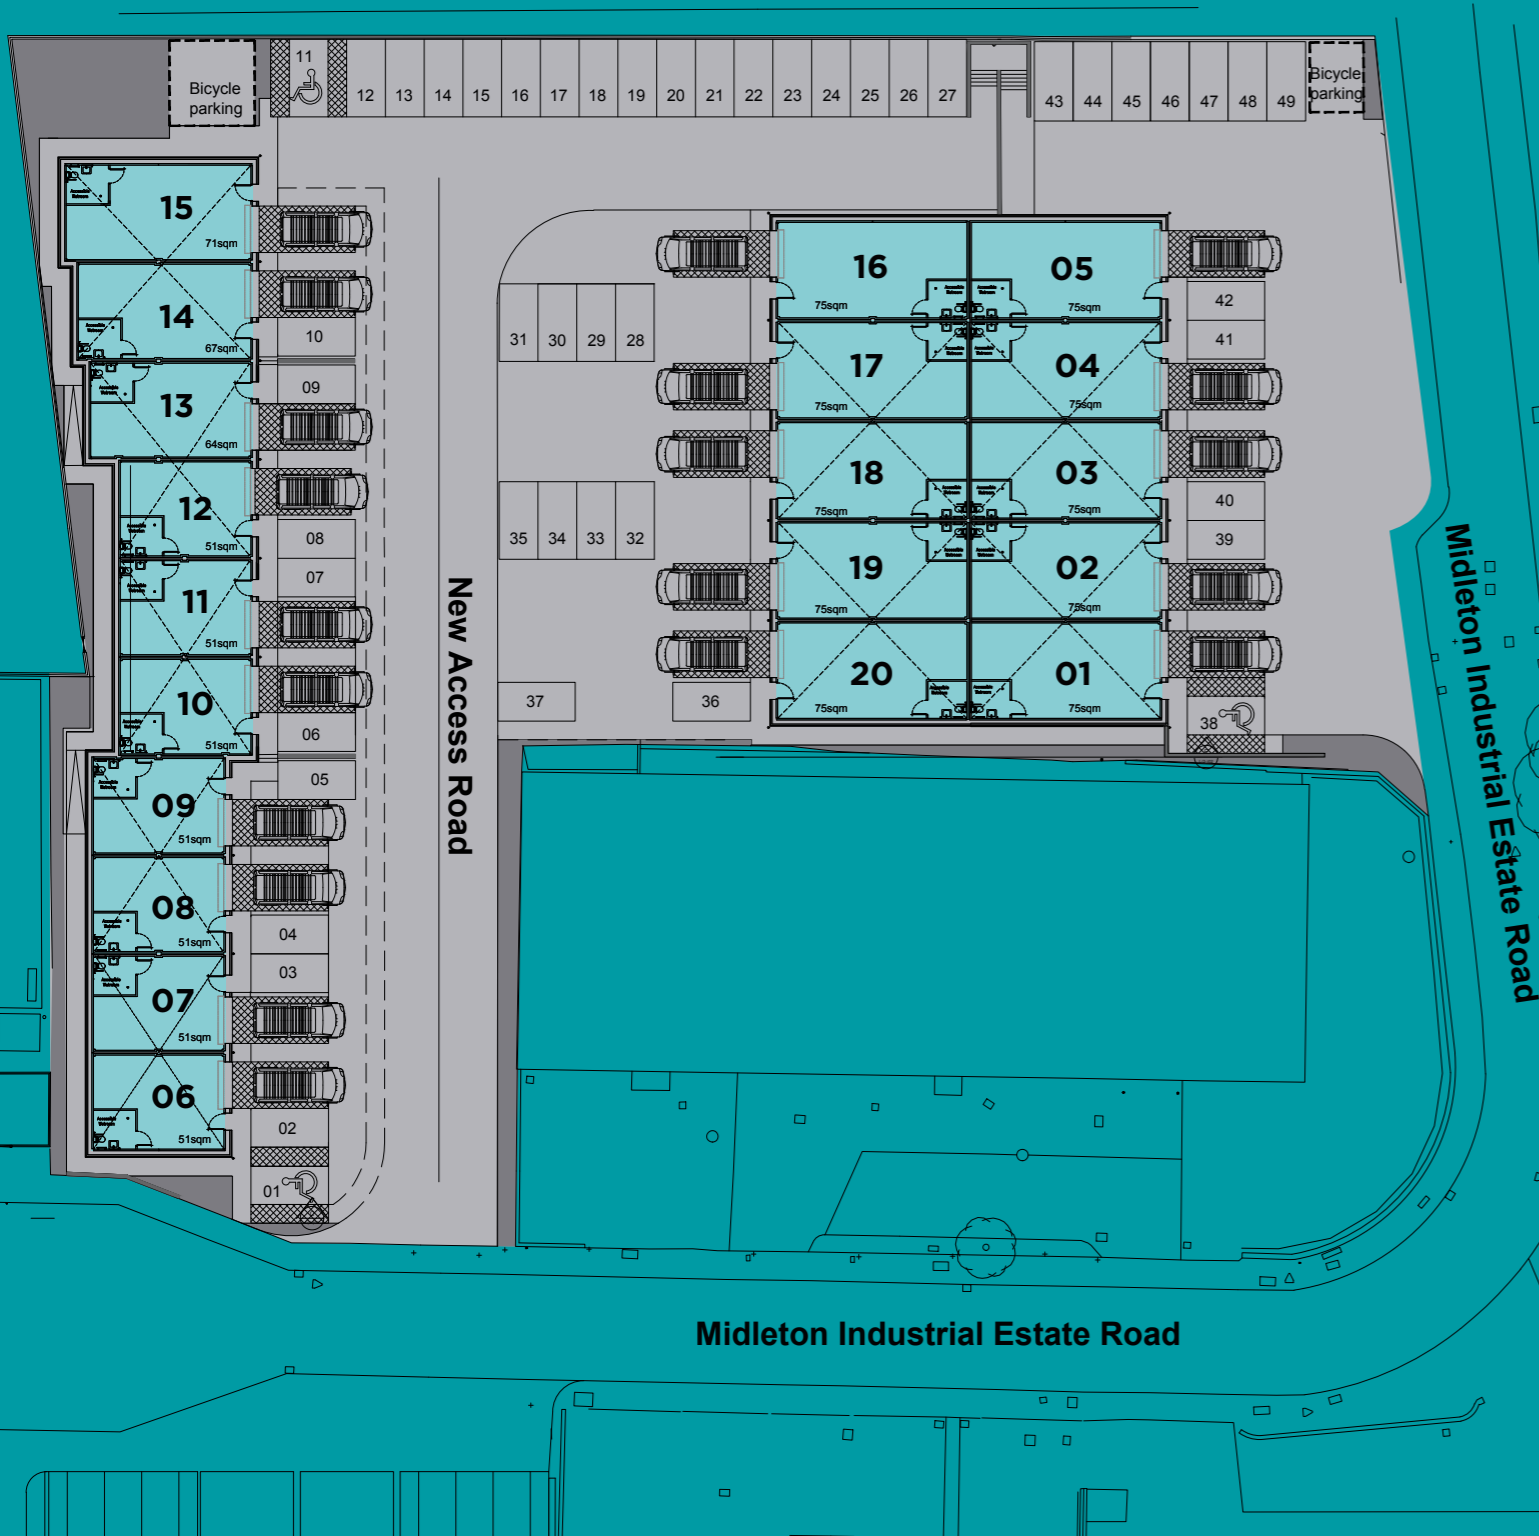 11
Bicycle
parking
12 13 14 15 16 17 18 19 20 21 22 23 24 25 26 27
43 44 45 46 47 48 49
Bicycle
parking
15
71sqm
14
67sqm
10
09
13
64sqm
12
51sqm
08
07
11
51sqm
10
51sqm
06
05
09
51sqm
08
51sqm
04
03
07
51sqm
06
51sqm
02
01
New Access Road
31 30 29 28
35 34 33 32
37
36
16
75sqm
05
75sqm
42
41
17
75sqm
04
75sqm
18
75sqm
03
75sqm
40
39
19
75sqm
02
75sqm
20
75sqm
01
75sqm
38
Midleton Industrial Estate Road
Midleton Industrial Estate Road